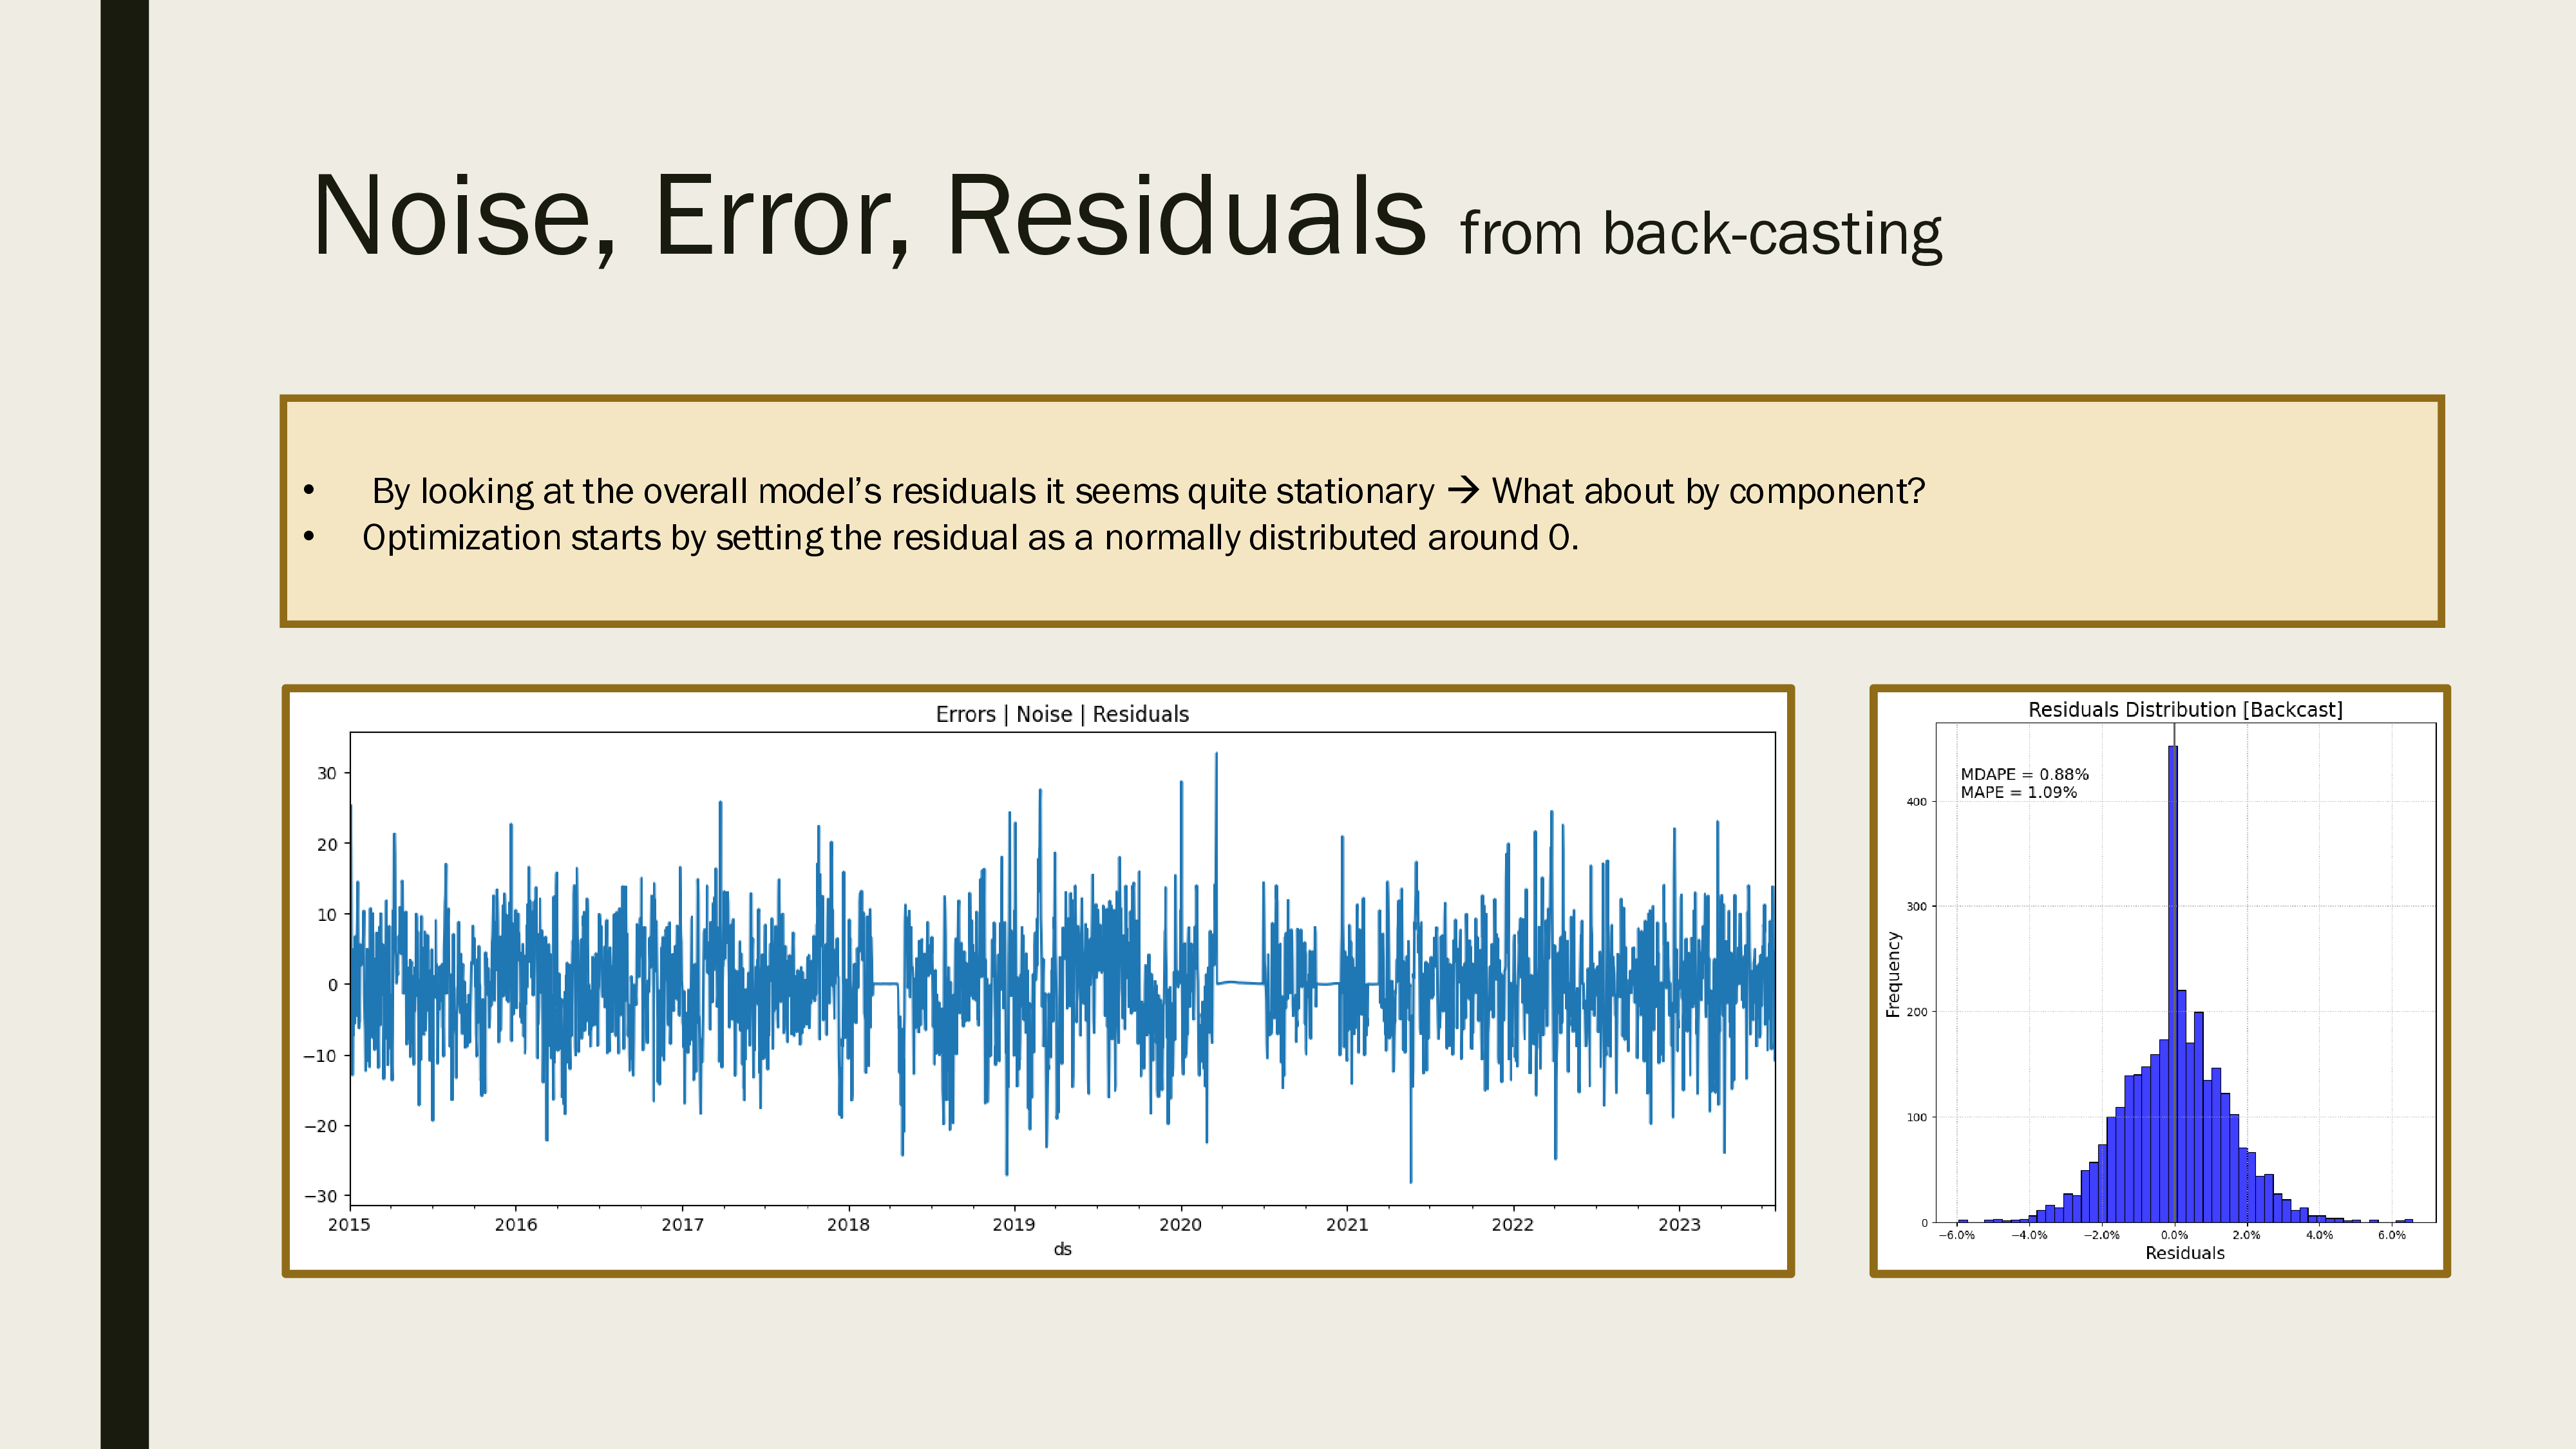 Noise, Error, Residuals from back-casting
• By looking at the overall model’s residuals it seems quite stationary → What about by component?
• Optimization starts by setting the residual as a normally distributed around 0.
Errors | Noise | Residuals
30
20
10
0
−10
−20
−30
2015 2016 2017 2018 2019 2020 2021 2022 2023
ds
Residuals Distribution [Backcast]
MDAPE = 0.88%
MAPE = 1.09%
Frequency
400
300
200
100
0
−6.0% −4.0% −2.0% 0.0% 2.0% 4.0% 6.0%
Residuals